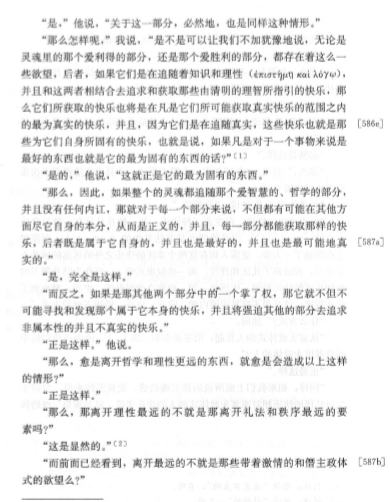 “是，”他说，“关于这一部分，必然地，也是同样这种情形。”
“那么怎样呢，”我说，“是不是可以让我们不加犹豫地说，无论是
灵魂里的那个爱利得的部分，还是那个爱胜利的部分，都存在着这么一
些欲望，后者，如果它们是在追随着知识和理性（ἐπιστήμῃ καὶ λόγῳ），
并且和这两者相结合去追求和获取那些由清明的理智所指引的快乐，那
么它们所获取的快乐也将是在凡是它们所可能获取真实快乐的范围之内
的最为真实的快乐，并且，因为它们是在追随真实，这些快乐也就是那 [586e]
些为它们自身所固有的快乐，也就是说，如果凡是对于一个事物来说是
最好的东西也就是它的最为固有的东西的话？”(1)
“是的，”他说，“这就正是它的最为固有的东西。”
“那么，因此，如果整个的灵魂都追随那个爱智慧的、哲学的部分，
并且没有任何内讧，那就对于每一个部分来说，不但都有可能在其他方
面尽它自身的本分，从而是正义的，并且，每一部分都能获取那样的快
乐，后者既是属于它自身的，并且也是最好的，并且也是最可能地真 [587a]
实的。”
“是，完全是这样。”
“而反之，如果是那其他两个部分中的一个掌了权，那它就不但不
可能寻找和发现那个属于它本身的快乐，并且将强迫其他的部分去追求
非属本性的并且不真实的快乐。”
“正是这样。”他说。
“那么，愈是离开哲学和理性更远的东西，就愈是会造成以上这样
的情形？”
“正是这样。”
“那么，那离开理性最远的不就是那离开礼法和秩序最远的要
素吗？”
“这是显然的。”(2)
“而前面已经看到，离开最远的不就是那些带着激情的和僭主政体 [587b]
式的欲望么？”